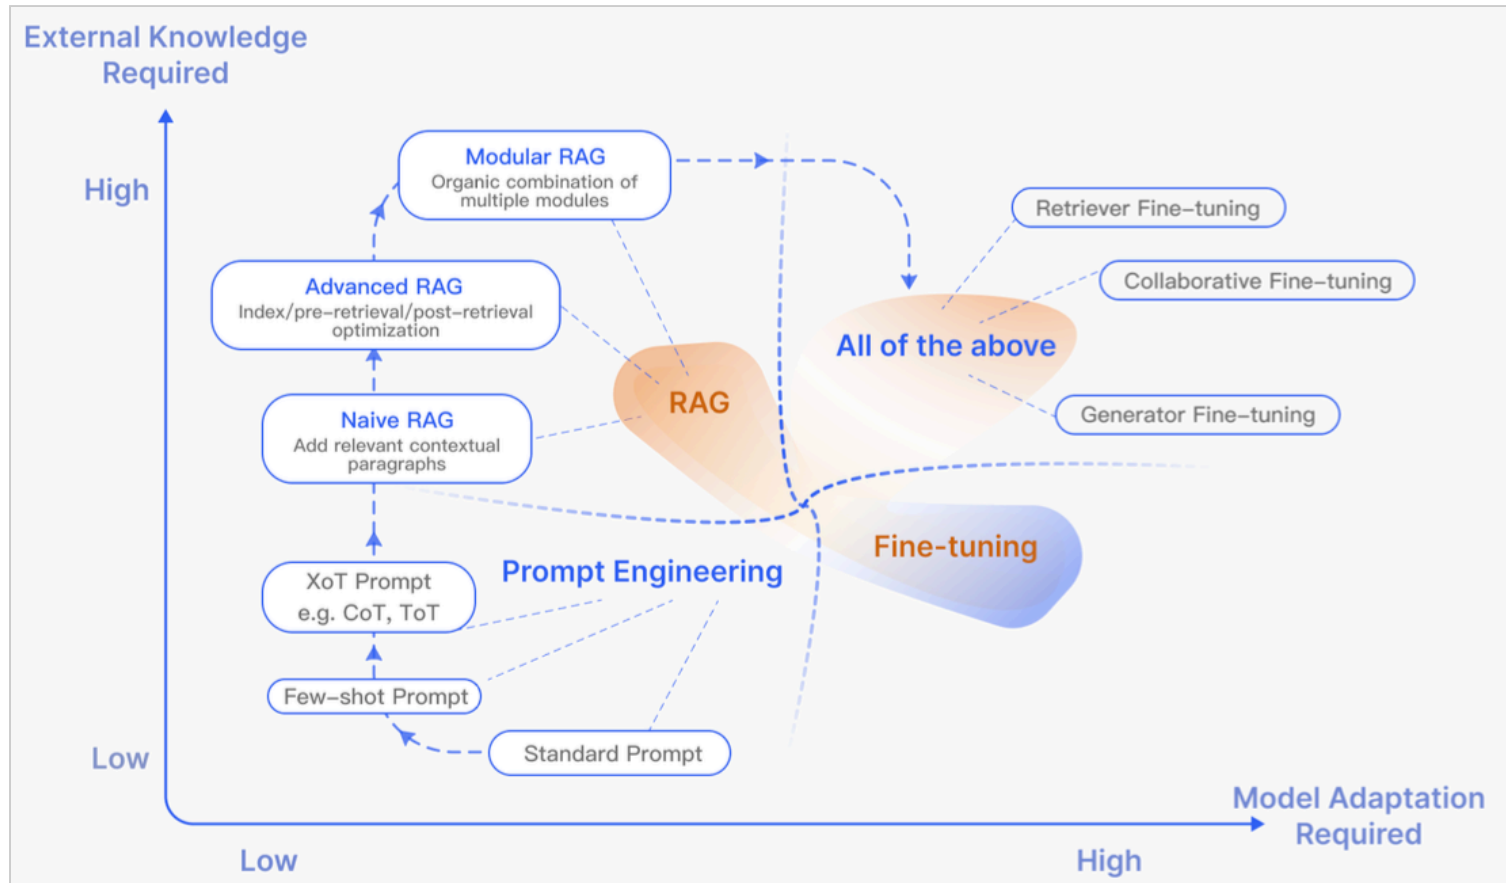 External Knowledge
Required
High
Low
Modular RAG
Organic combination of
multiple modules
Advanced RAG
Index/pre-retrieval/post-retrieval
optimization
Naive RAG
Add relevant contextual
paragraphs
XoT Prompt
e.g. CoT, ToT
Few-shot Prompt
Standard Prompt
RAG
Prompt Engineering
All of the above
Fine-tuning
Retriever Fine-tuning
Collaborative Fine-tuning
Generator Fine-tuning
Model Adaptation
Required
Low
High